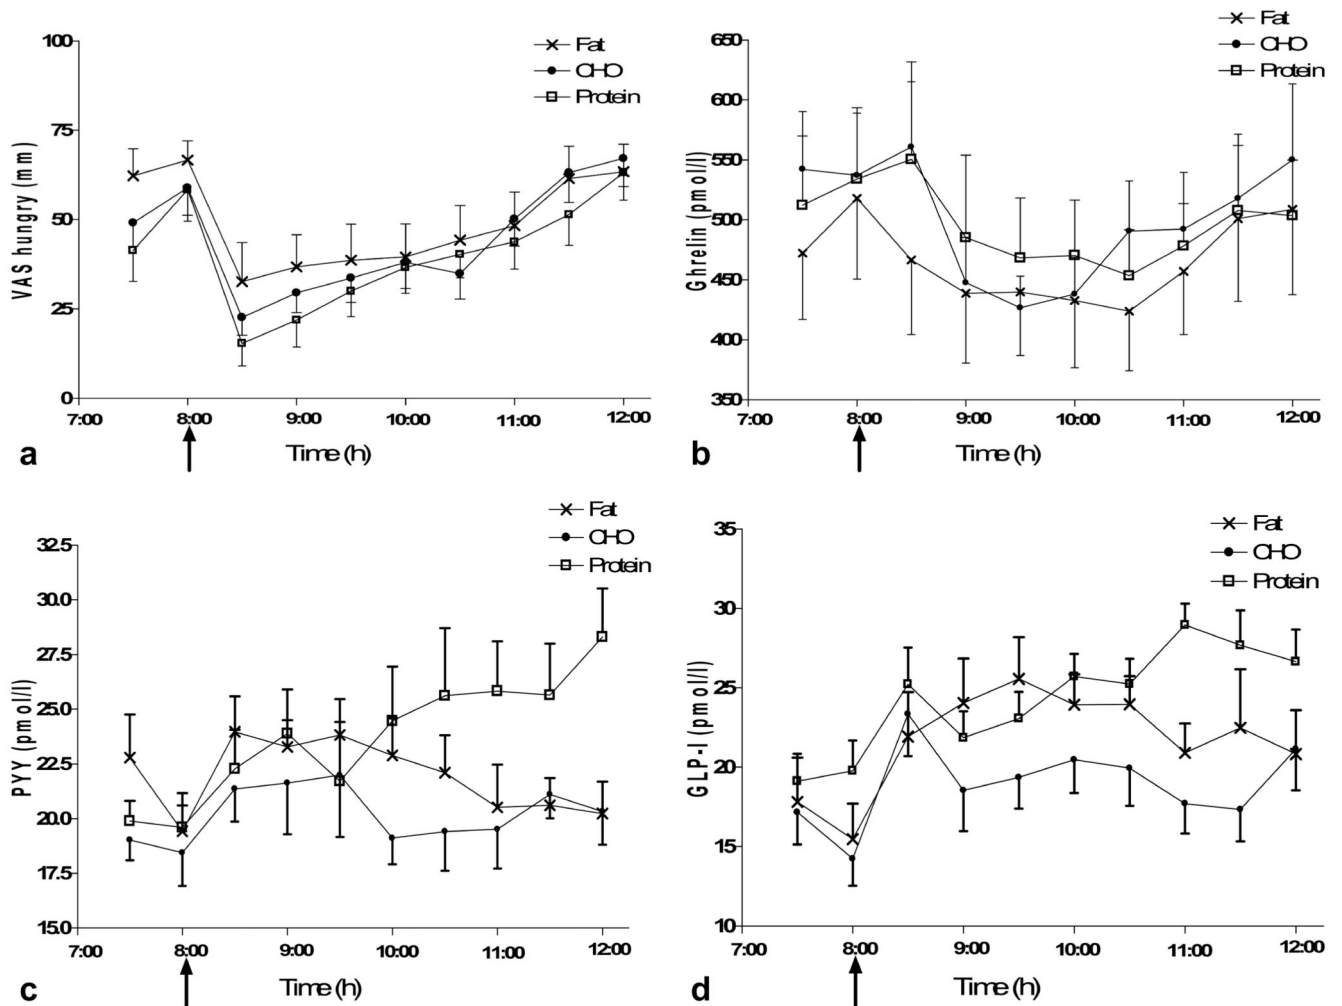 100
75
50
25
0
VAS hungry (mm)
Fat
CHO
Protein
7:00 8:00 9:00 10:00 11:00 12:00
Time (h)
a
650
600
550
500
450
400
350
Ghrelin (pmol/l)
Fat
CHO
Protein
7:00 8:00 9:00 10:00 11:00 12:00
Time (h)
b
32.5
30.0
27.5
25.0
22.5
20.0
17.5
15.0
PYY (pmol/l)
Fat
CHO
Protein
7:00 8:00 9:00 10:00 11:00 12:00
Time (h)
c
35
30
25
20
15
10
GLP-I (pmol/l)
Fat
CHO
Protein
7:00 8:00 9:00 10:00 11:00 12:00
Time (h)
d